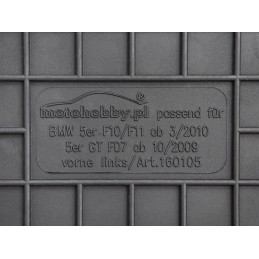 motohobby.pl passend für
BMW 5er F10/F11 ab 3/2010
5er GT F07 ab 10/2009
vorne links/Art.160105